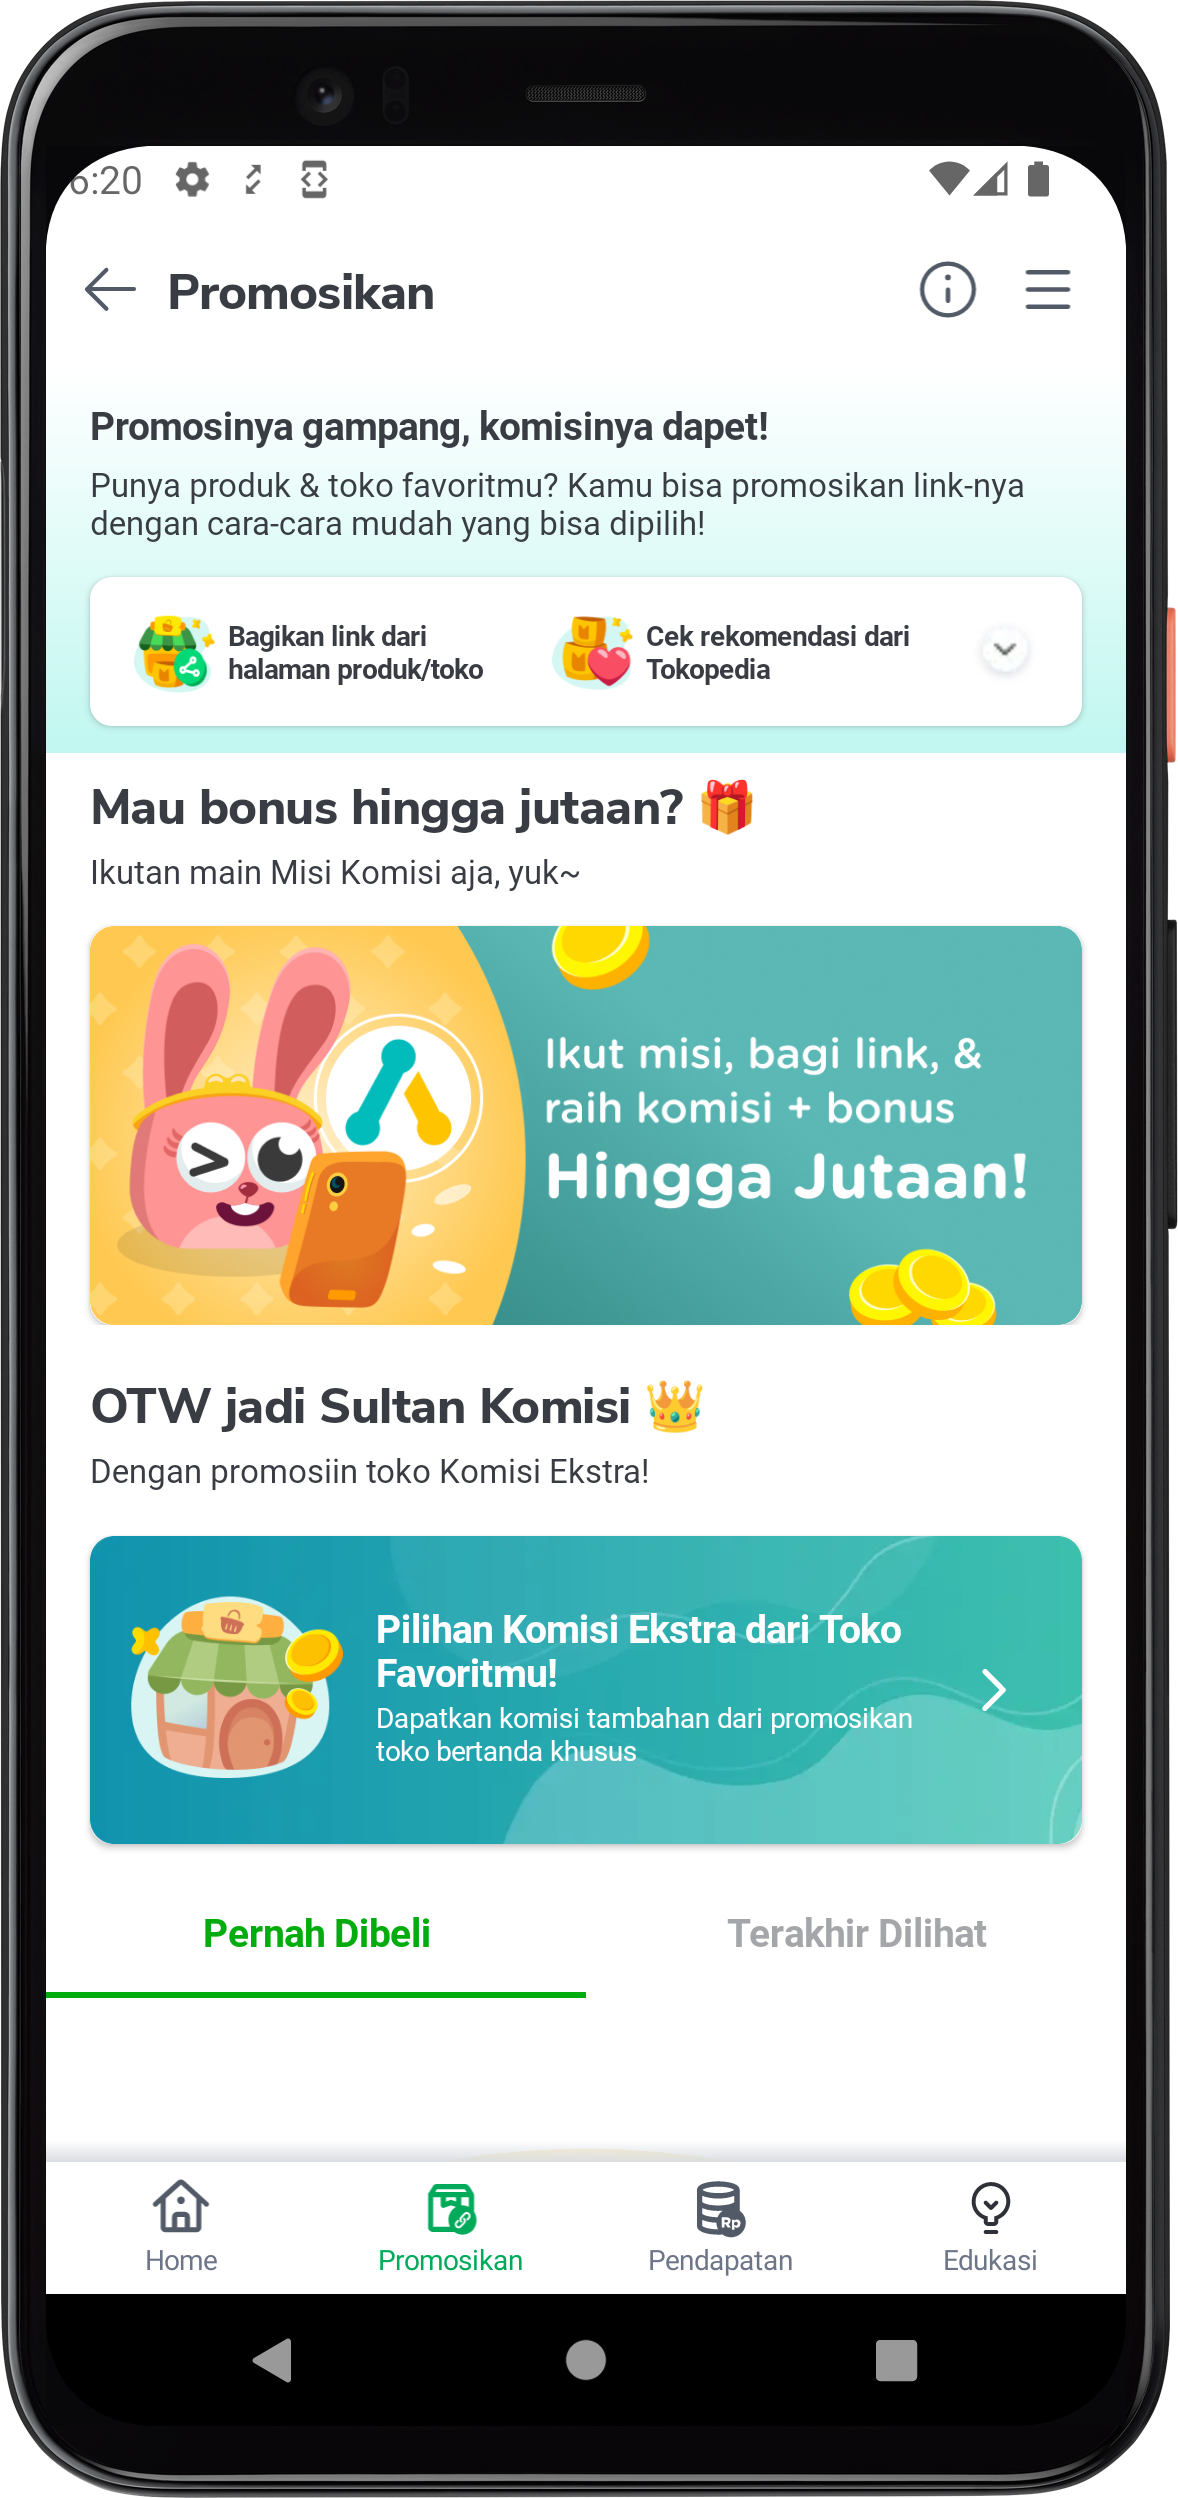 6:20
Promosikan
Promosinya gampang, komisinya dapet!
Punya produk & toko favoritmu? Kamu bisa promosikan link-nya
dengan cara-cara mudah yang bisa dipilih!
Bagikan link dari
halaman produk/toko
Cek rekomendasi dari
Tokopedia
Mau bonus hingga jutaan? 🎁
Ikutan main Misi Komisi aja, yuk~
Ikut misi, bagi link, &
raih komisi + bonus
Hingga Jutaan!
OTW jadi Sultan Komisi 👑
Dengan promosiin toko Komisi Ekstra!
Pilihan Komisi Ekstra dari Toko
Favoritmu!
Dapatkan komisi tambahan dari promosikan
toko bertanda khusus
Pernah Dibeli
Terakhir Dilihat
Rp
Home
Promosikan
Pendapatan
Edukasi